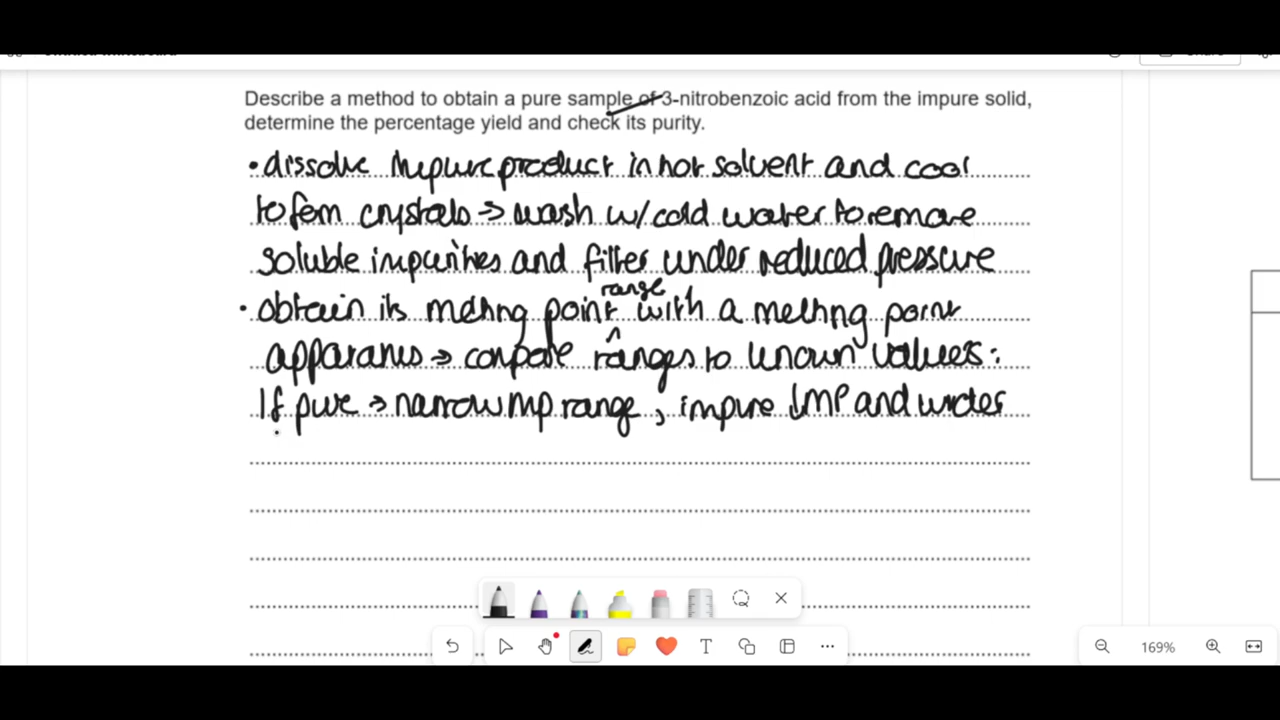 Describe a method to obtain a pure sample of 3-nitrobenzoic acid from the impure solid,
determine the percentage yield and check its purity.
• dissolve impure product in hot solvent and cool
to form crystals → wash w/cold water to remove
soluble impurities and filter under reduced pressure
range
• obtain its melting point ^ with a melting point
apparatus → compare ranges to known values:
If pure → narrow mp range, impure ↓MP and wider
169%